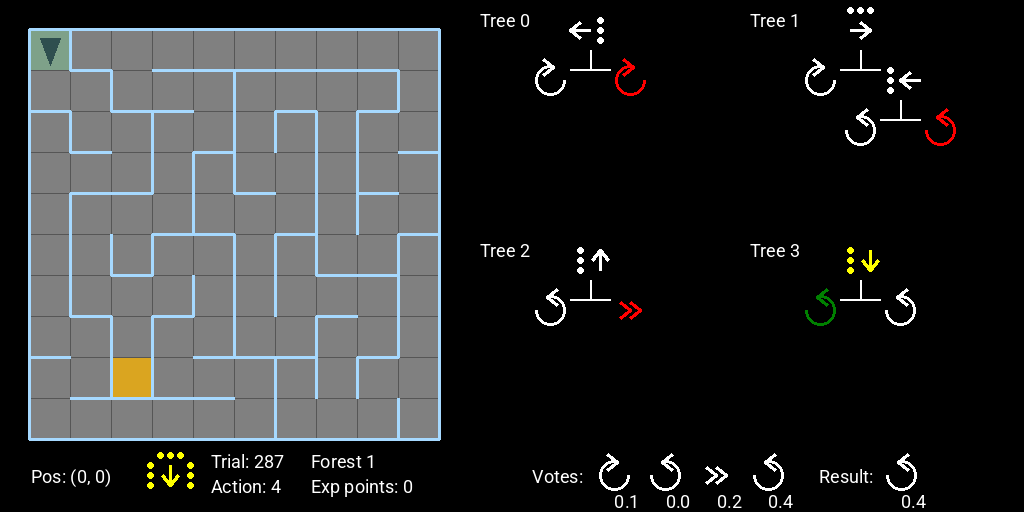 Tree 0
Tree 1
Tree 2
Tree 3
Pos: (0, 0)
Trial: 287
Forest 1
Action: 4
Exp points: 0
Votes:
0.1
0.0
0.2
0.4
Result:
0.4